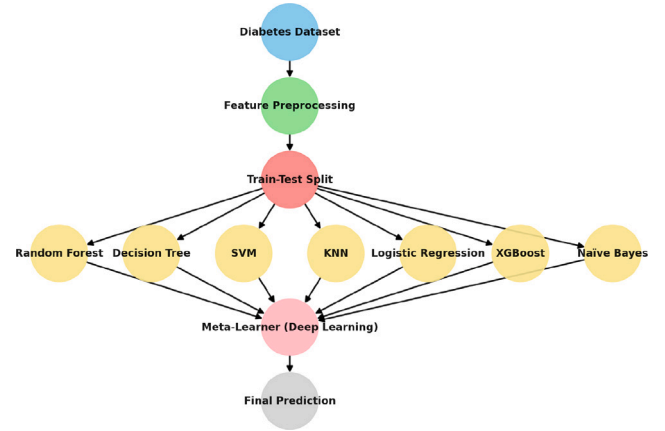 Diabetes Dataset
Feature Preprocessing
Train-Test Split
Random Forest
Decision Tree
SVM
KNN
Logistic Regression
XGBoost
Naïve Bayes
Meta-Learner (Deep Learning)
Final Prediction